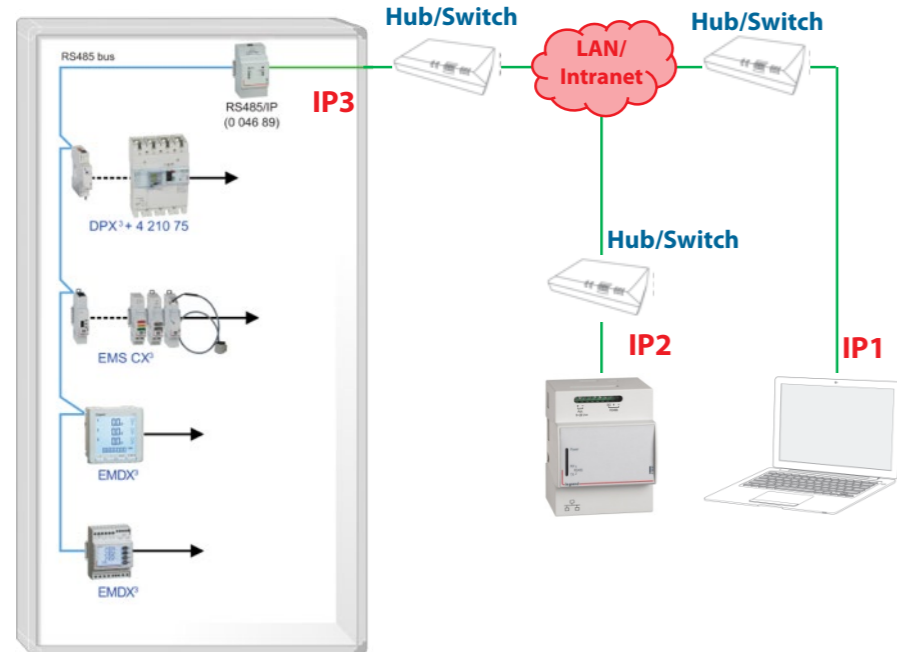 Hub/Switch
Hub/Switch
LAN/
Intranet
RS485 bus
RS485/IP
(0 046 89)
IP3
DPX³+ 4 210 75
Hub/Switch
EMS CX³
IP2
IP1
EMDX³
EMDX³